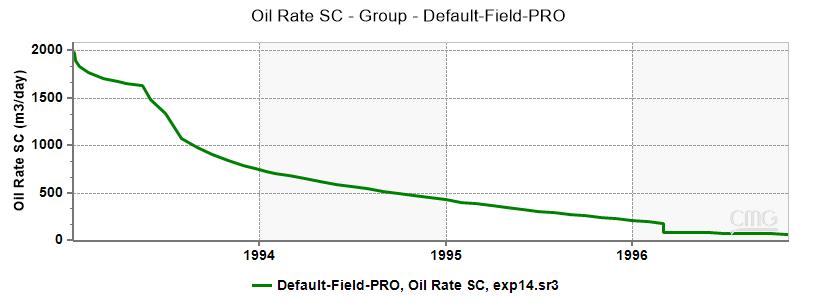 Oil Rate SC - Group - Default-Field-PRO
Oil Rate SC (m3/day)
2000
1500
1000
500
0
1994
1995
1996
CMG
Default-Field-PRO, Oil Rate SC, exp14.sr3